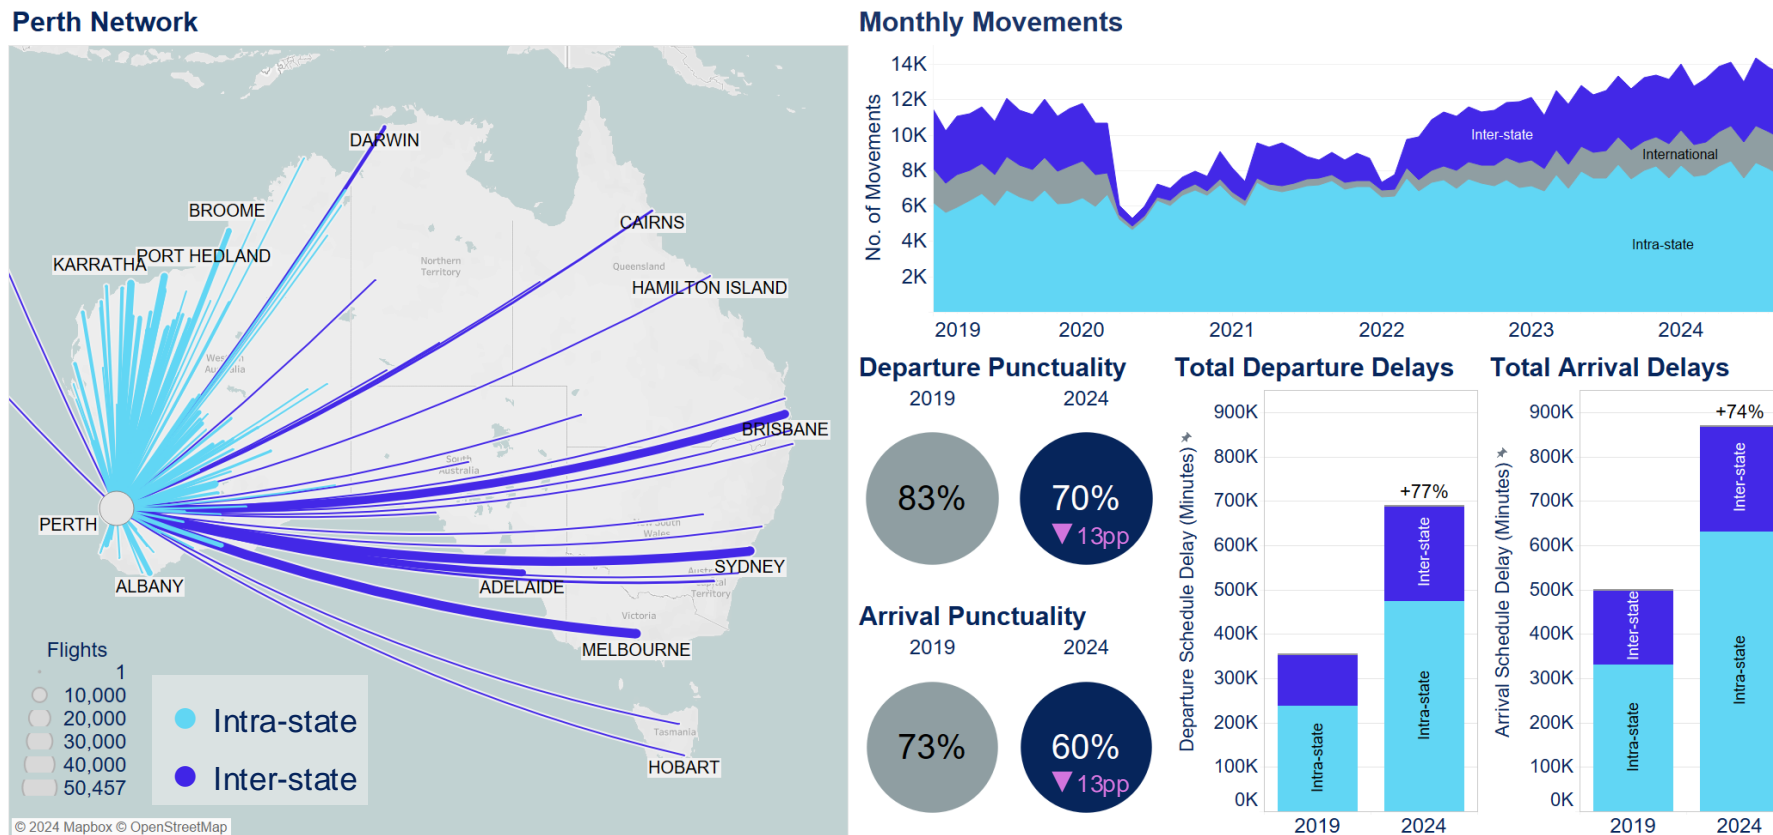 Perth Network
DARWIN
BROOME
KARRATHA
PORT HEDLAND
CAIRNS
Northern
Territory
Queensland
HAMILTON ISLAND
Australia
BRISBANE
South
Australia
PERTH
New South
Wales
SYDNEY
ADELAIDE
Capital
Territory
ALBANY
Victoria
MELBOURNE
Tasmania
HOBART
Flights
1
10,000
20,000
30,000
40,000
50,457
Intra-state
Inter-state
© 2024 Mapbox © OpenStreetMap
Monthly Movements
No. of Movements
14K
12K
10K
8K
6K
4K
2K
Inter-state
International
Intra-state
2019 2020 2021 2022 2023 2024
Departure Punctuality
2019 2024
83% 70%
▼13pp
Arrival Punctuality
2019 2024
73% 60%
▼13pp
Total Departure Delays
Departure Schedule Delay (Minutes)
900K
800K
700K
600K
500K
400K
300K
200K
100K
0K
+77%
Inter-state
Intra-state
Intra-state
2019 2024
Total Arrival Delays
Arrival Schedule Delay (Minutes)
900K
800K
700K
600K
500K
400K
300K
200K
100K
0K
+74%
Inter-state
Inter-state
Intra-state
Intra-state
2019 2024